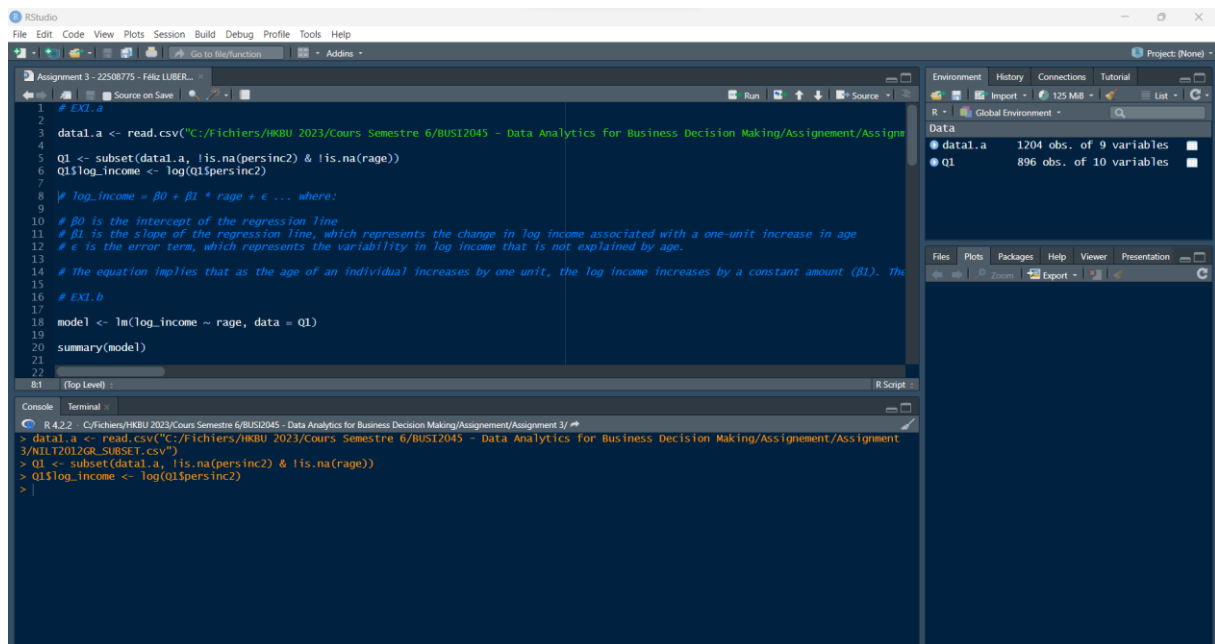 RStudio
File Edit Code View Plots Session Build Debug Profile Tools Help
Go to file/function Addins
Project: (None)
Assignment 3 - 22508775 - Féliz LUBER...
Source on Save Run Source
1 # EX1.a
2
3 data1.a <- read.csv("C:/Fichiers/HKBU 2023/Cours Semestre 6/BUSI2045 - Data Analytics for Business Decision Making/Assignement/Assignm
4
5 Q1 <- subset(data1.a, !is.na(persinc2) & !is.na(rage))
6 Q1$log_income <- log(Q1$persinc2)
7
8 # log_income = β0 + β1 * rage + ϵ ... where:
9
10 # β0 is the intercept of the regression line
11 # β1 is the slope of the regression line, which represents the change in log income associated with a one-unit increase in age
12 # ϵ is the error term, which represents the variability in log income that is not explained by age.
13
14 # The equation implies that as the age of an individual increases by one unit, the log income increases by a constant amount (β1). The
15
16 # EX1.b
17
18 model <- lm(log_income ~ rage, data = Q1)
19
20 summary(model)
21
22
8:1 (Top Level) R Script
Console Terminal
R 4.2.2 · C:/Fichiers/HKBU 2023/Cours Semestre 6/BUSI2045 - Data Analytics for Business Decision Making/Assignement/Assignment 3/
> data1.a <- read.csv("C:/Fichiers/HKBU 2023/Cours Semestre 6/BUSI2045 - Data Analytics for Business Decision Making/Assignement/Assignment
3/NILT2012GR_SUBSET.csv")
> Q1 <- subset(data1.a, !is.na(persinc2) & !is.na(rage))
> Q1$log_income <- log(Q1$persinc2)
>
Environment History Connections Tutorial
Import 125 MiB List
R Global Environment
Data
data1.a 1204 obs. of 9 variables
Q1 896 obs. of 10 variables
Files Plots Packages Help Viewer Presentation
Zoom Export